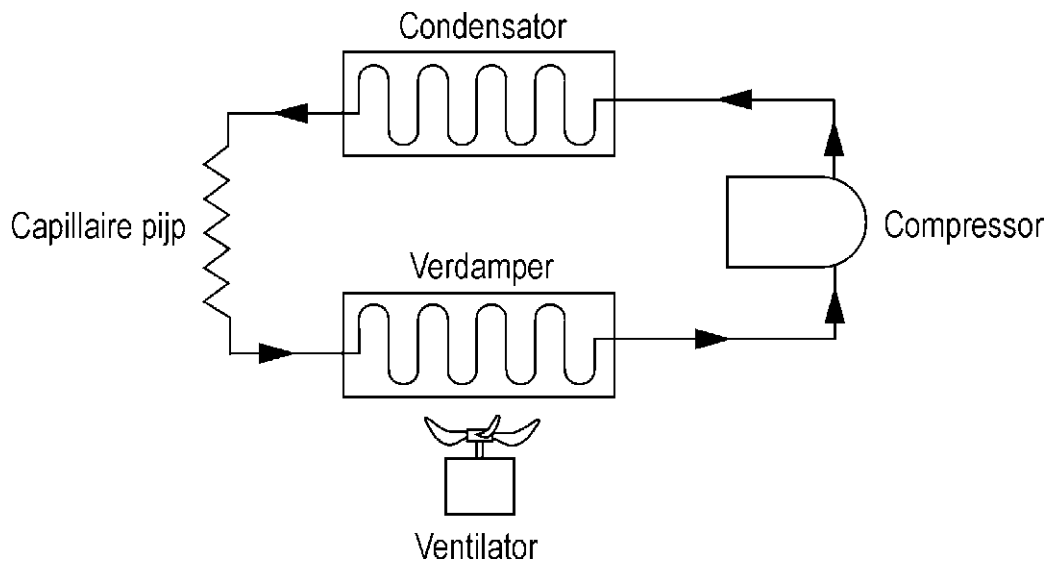 Condensator
Capillaire pijp
Compressor
Verdamper
Ventilator